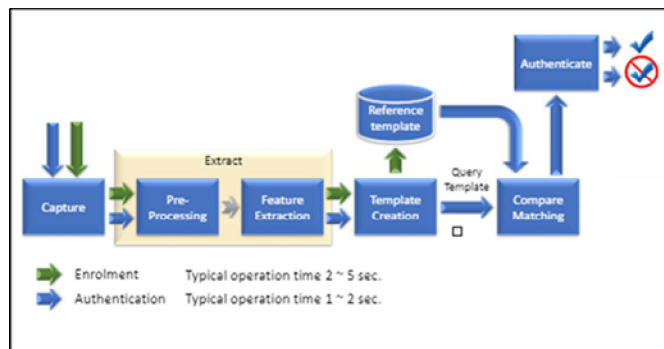 Authenticate
Reference
template
Extract
Query
Template
Capture
Pre-
Processing
Feature
Extraction
Template
Creation
Compare
Matching
Enrolment Typical operation time 2 ~ 5 sec.
Authentication Typical operation time 1 ~ 2 sec.